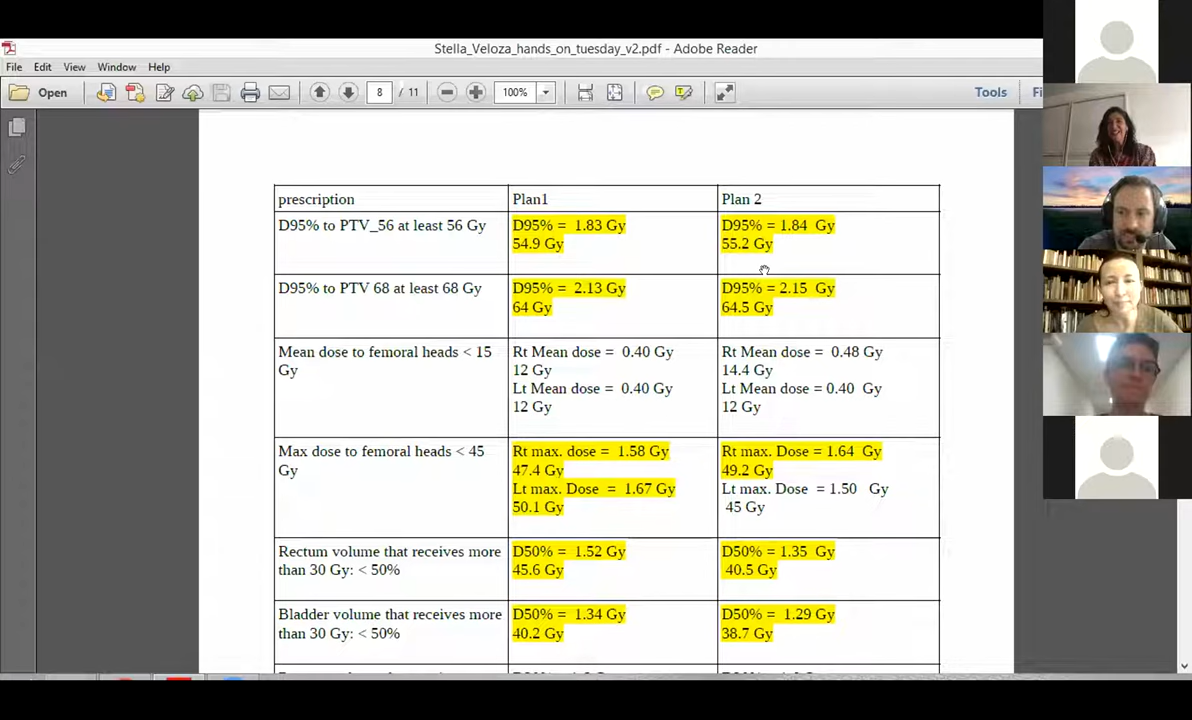 Stella_Veloza_hands_on_tuesday_v2.pdf - Adobe Reader
File Edit View Window Help
Open 8 / 11 100% Tools
prescription Plan1 Plan 2
D95% to PTV_56 at least 56 Gy D95% = 1.83 Gy D95% = 1.84 Gy
54.9 Gy 55.2 Gy
D95% to PTV 68 at least 68 Gy D95% = 2.13 Gy D95% = 2.15 Gy
64 Gy 64.5 Gy
Mean dose to femoral heads < 15 Rt Mean dose = 0.40 Gy Rt Mean dose = 0.48 Gy
Gy 12 Gy 14.4 Gy
Lt Mean dose = 0.40 Gy Lt Mean dose = 0.40 Gy
12 Gy 12 Gy
Max dose to femoral heads < 45 Rt max. dose = 1.58 Gy Rt max. Dose = 1.64 Gy
Gy 47.4 Gy 49.2 Gy
Lt max. Dose = 1.67 Gy Lt max. Dose = 1.50 Gy
50.1 Gy 45 Gy
Rectum volume that receives more D50% = 1.52 Gy D50% = 1.35 Gy
than 30 Gy: < 50% 45.6 Gy 40.5 Gy
Bladder volume that receives more D50% = 1.34 Gy D50% = 1.29 Gy
than 30 Gy: < 50% 40.2 Gy 38.7 Gy